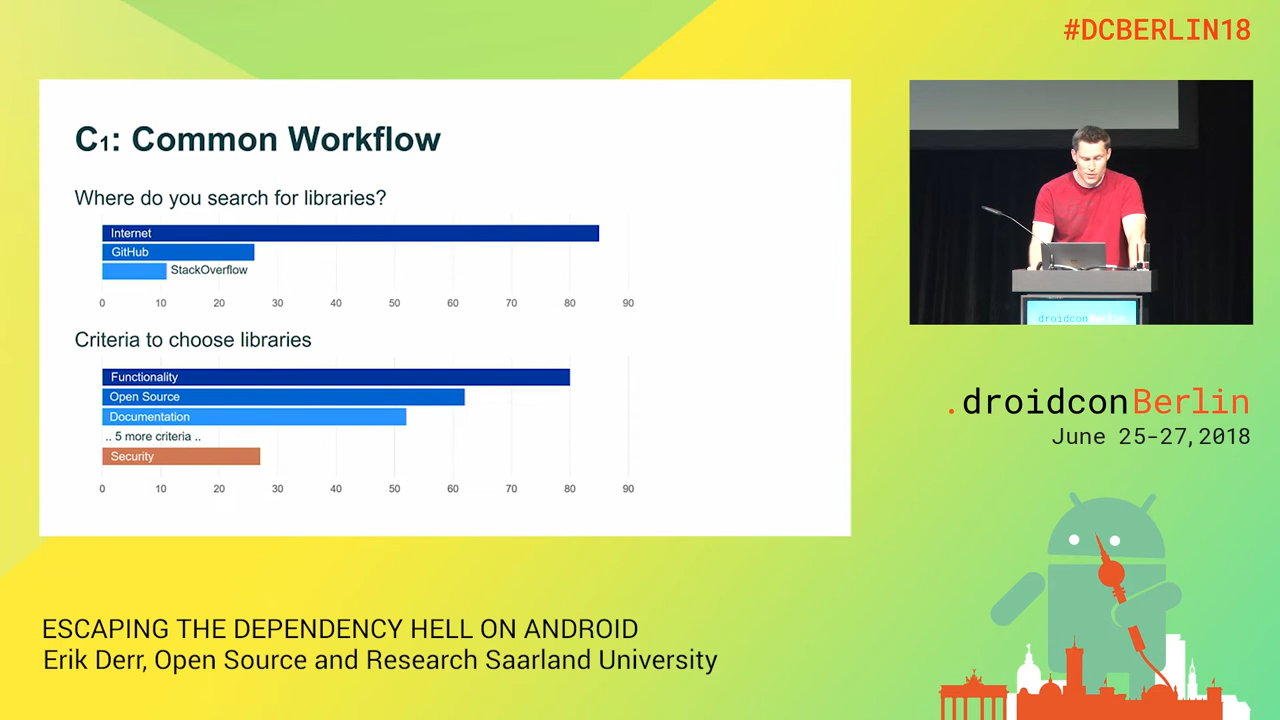 #DCBERLIN18
C1: Common Workflow
Where do you search for libraries?
Internet
GitHub
StackOverflow
0 10 20 30 40 50 60 70 80 90
Criteria to choose libraries
Functionality
Open Source
Documentation
.. 5 more criteria ..
Security
0 10 20 30 40 50 60 70 80 90
droidcon Berlin
.droidconBerlin
June 25-27, 2018
ESCAPING THE DEPENDENCY HELL ON ANDROID
Erik Derr, Open Source and Research Saarland University